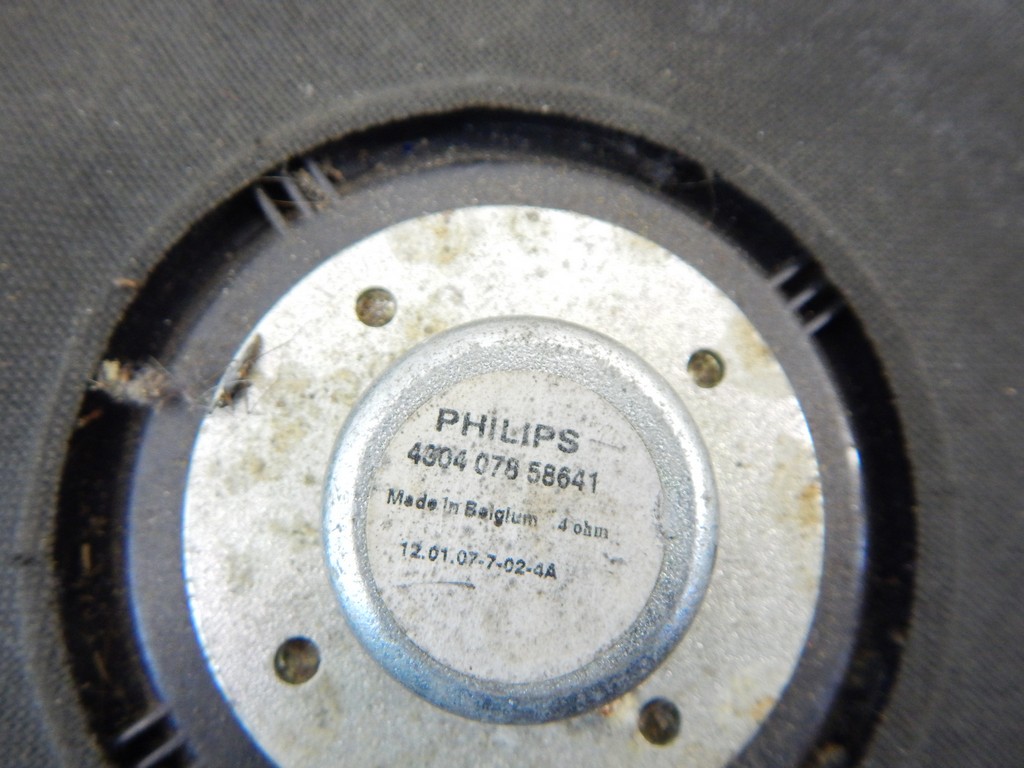 PHILIPS
4304 078 58641
Made in Belgium 4 ohm
12.01.07-7-02-4A